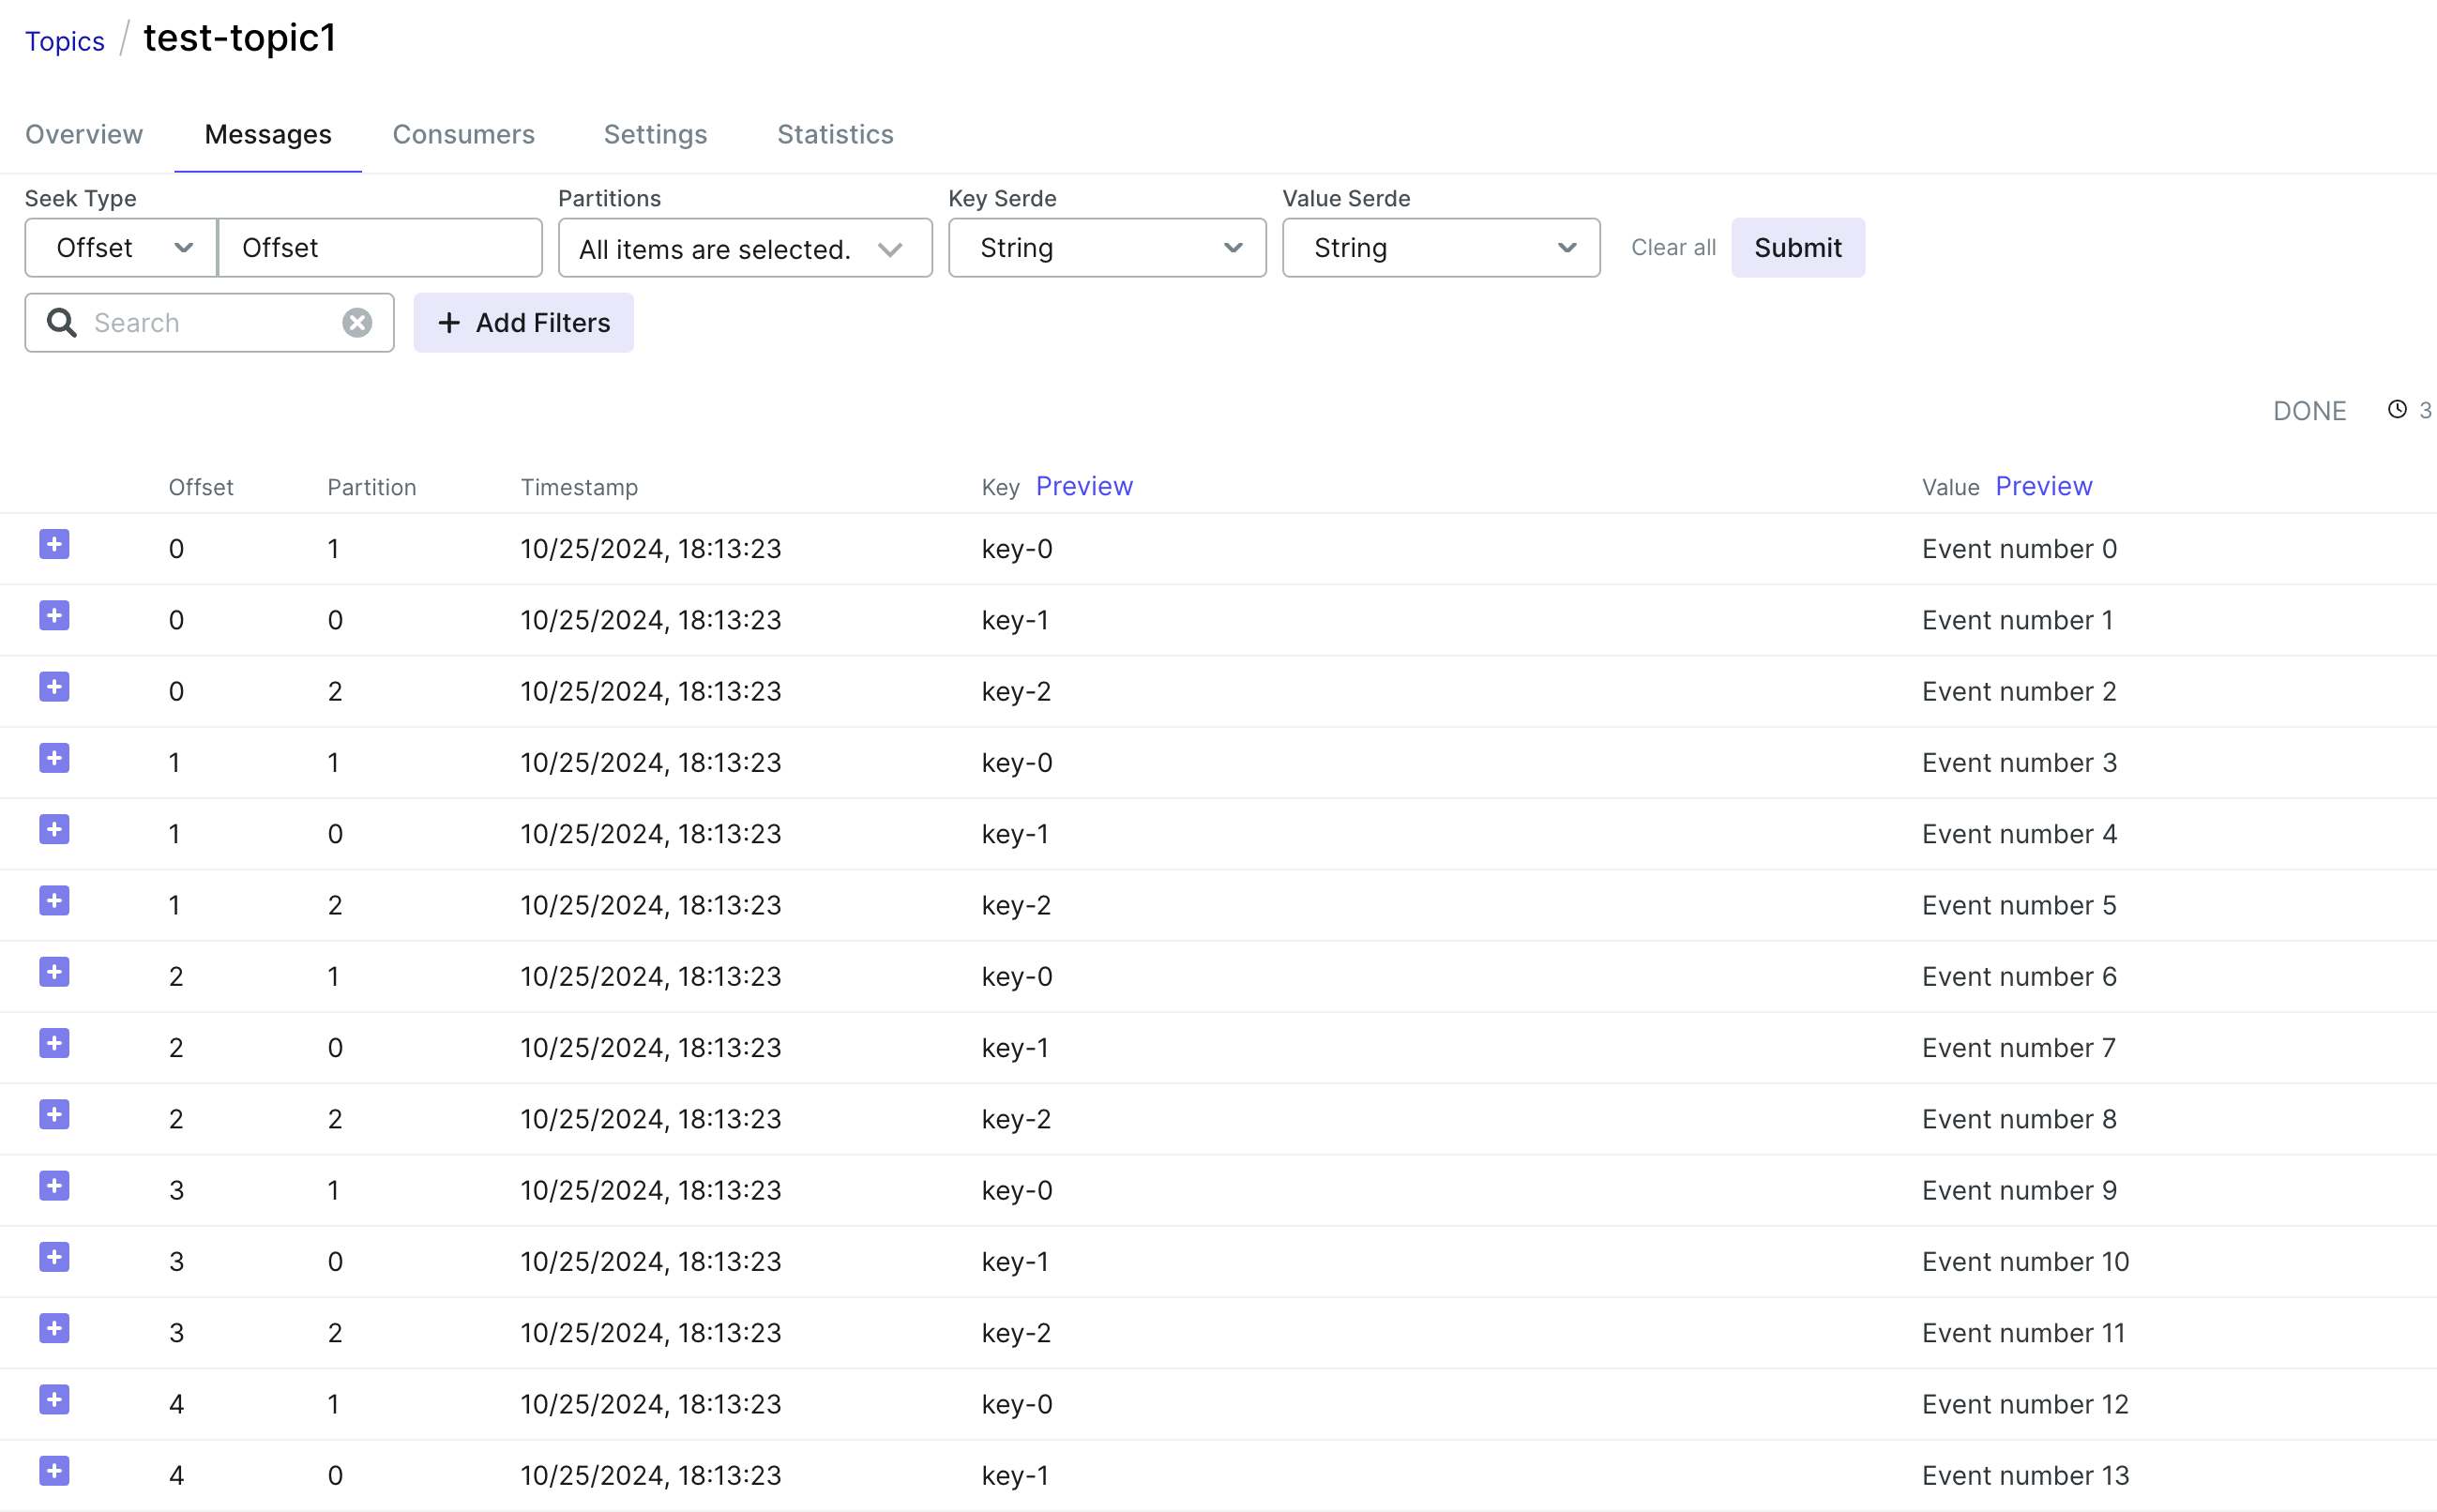 Topics / test-topic1
Overview Messages Consumers Settings Statistics
Seek Type Partitions Key Serde Value Serde
Offset Offset All items are selected. String String Clear all Submit
Search + Add Filters
DONE 3
Offset Partition Timestamp Key Preview Value Preview
0 1 10/25/2024, 18:13:23 key-0 Event number 0
0 0 10/25/2024, 18:13:23 key-1 Event number 1
0 2 10/25/2024, 18:13:23 key-2 Event number 2
1 1 10/25/2024, 18:13:23 key-0 Event number 3
1 0 10/25/2024, 18:13:23 key-1 Event number 4
1 2 10/25/2024, 18:13:23 key-2 Event number 5
2 1 10/25/2024, 18:13:23 key-0 Event number 6
2 0 10/25/2024, 18:13:23 key-1 Event number 7
2 2 10/25/2024, 18:13:23 key-2 Event number 8
3 1 10/25/2024, 18:13:23 key-0 Event number 9
3 0 10/25/2024, 18:13:23 key-1 Event number 10
3 2 10/25/2024, 18:13:23 key-2 Event number 11
4 1 10/25/2024, 18:13:23 key-0 Event number 12
4 0 10/25/2024, 18:13:23 key-1 Event number 13